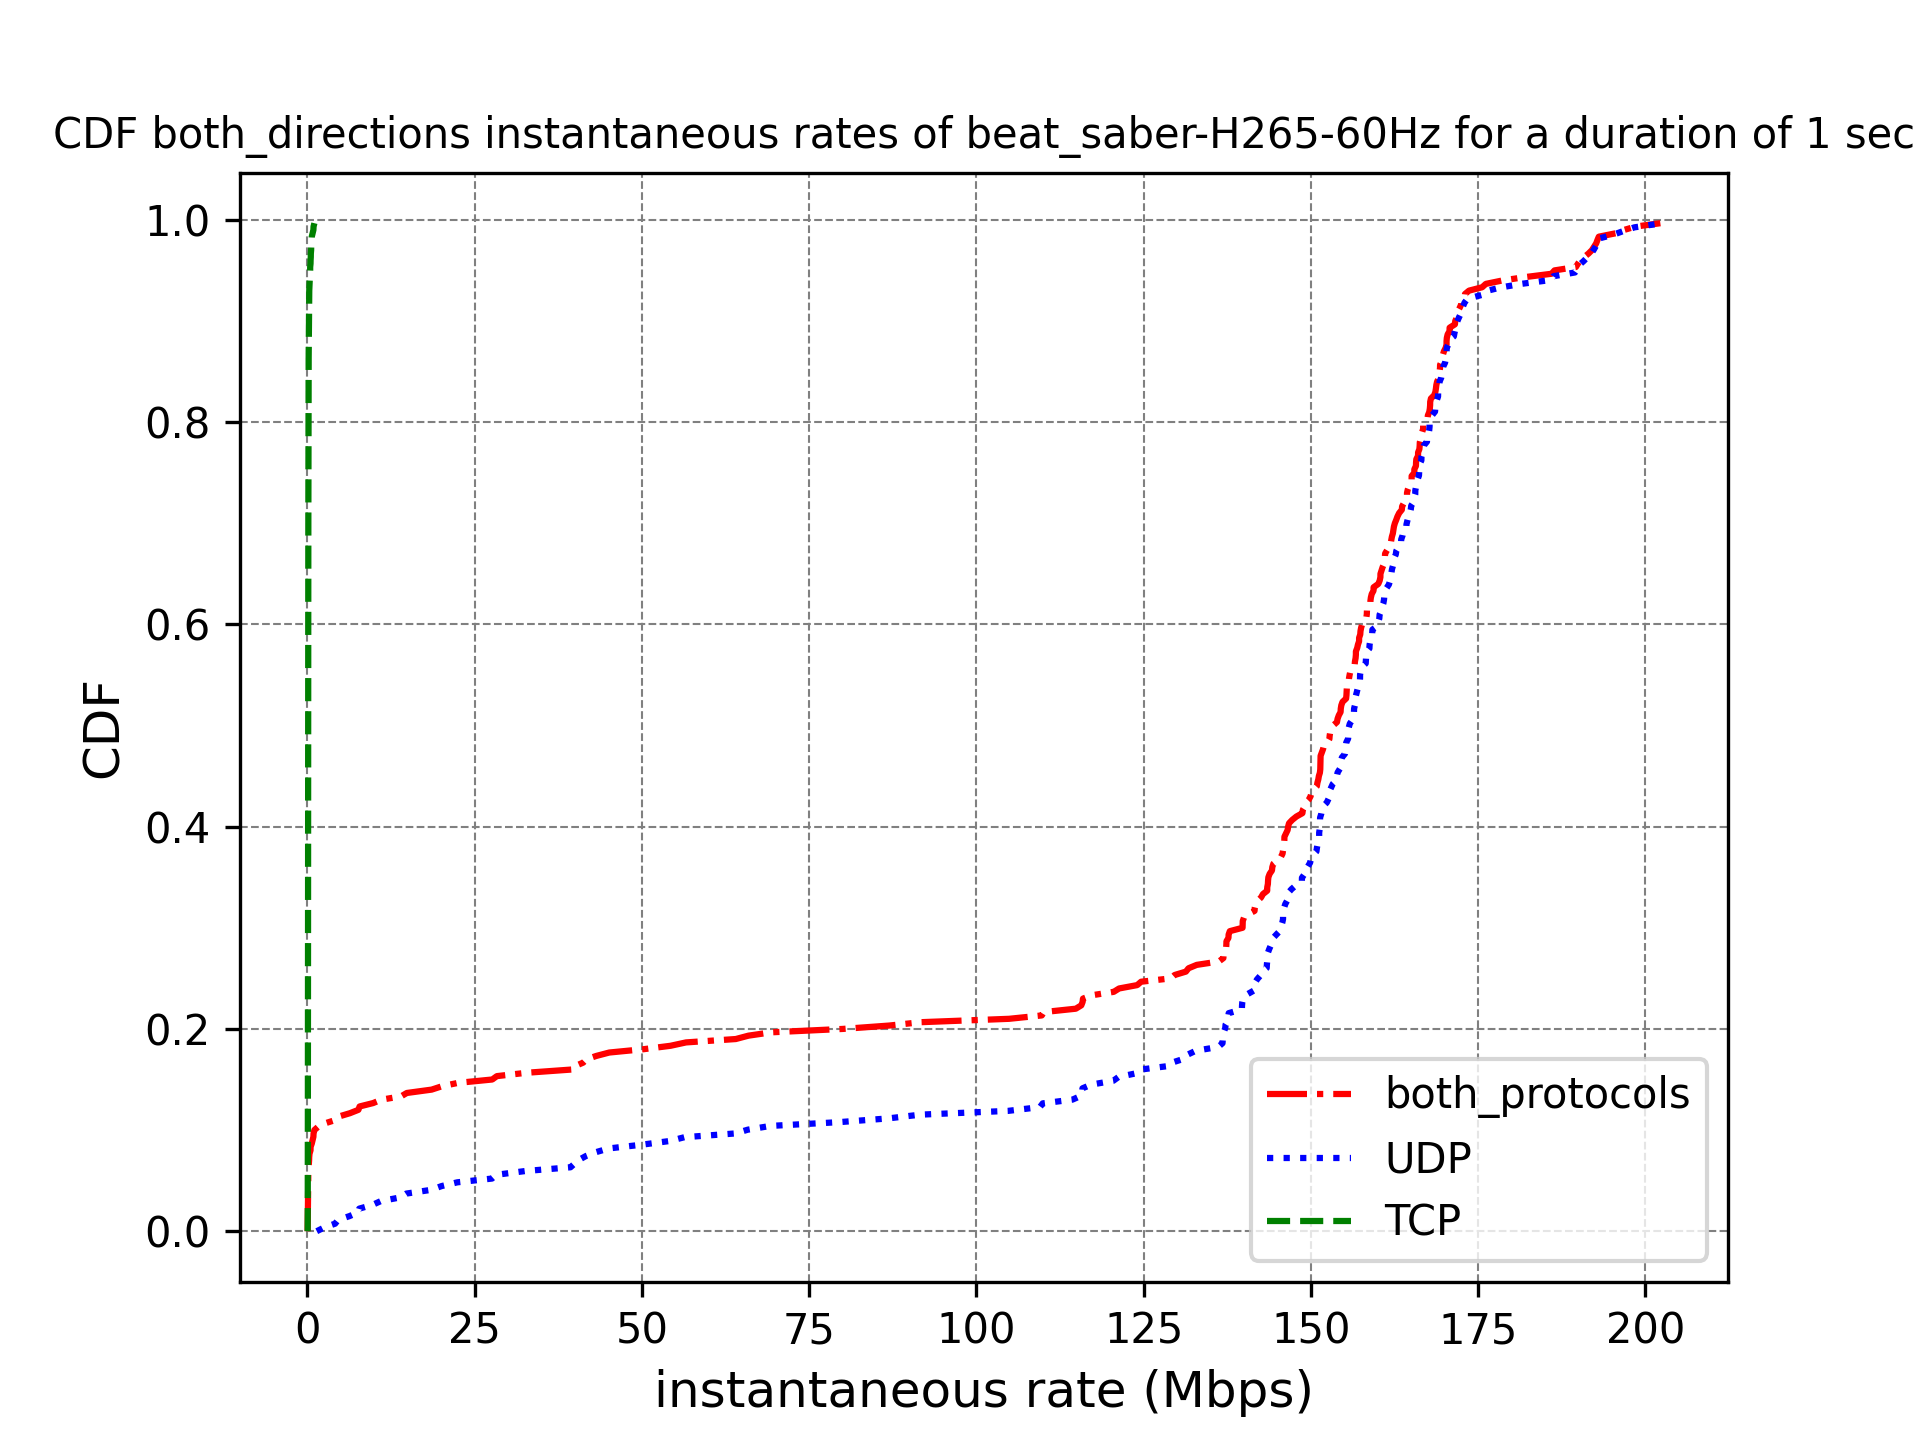 CDF both_directions instantaneous rates of beat_saber-H265-60Hz for a duration of 1 sec
1.0
0.8
0.6
0.4
0.2
0.0
CDF
both_protocols
UDP
TCP
0 25 50 75 100 125 150 175 200
instantaneous rate (Mbps)